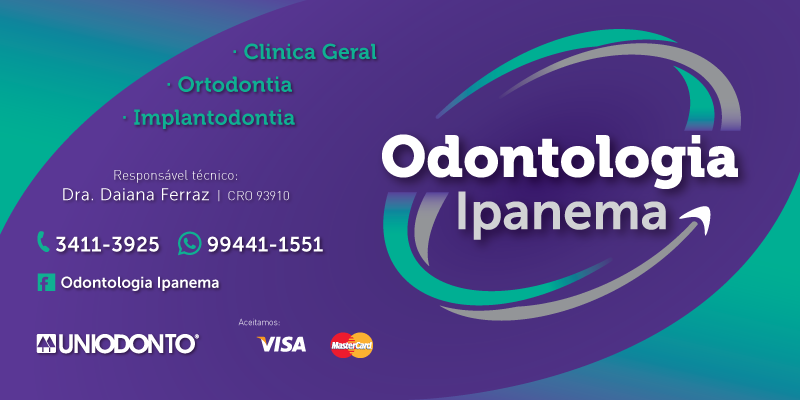 · Clinica Geral
· Ortodontia
· Implantodontia
Responsável técnico:
Dra. Daiana Ferraz | CRO 93910
3411-3925 99441-1551
f Odontologia Ipanema
UNIODONTO®
Aceitamos:
VISA MasterCard
Odontologia
Ipanema